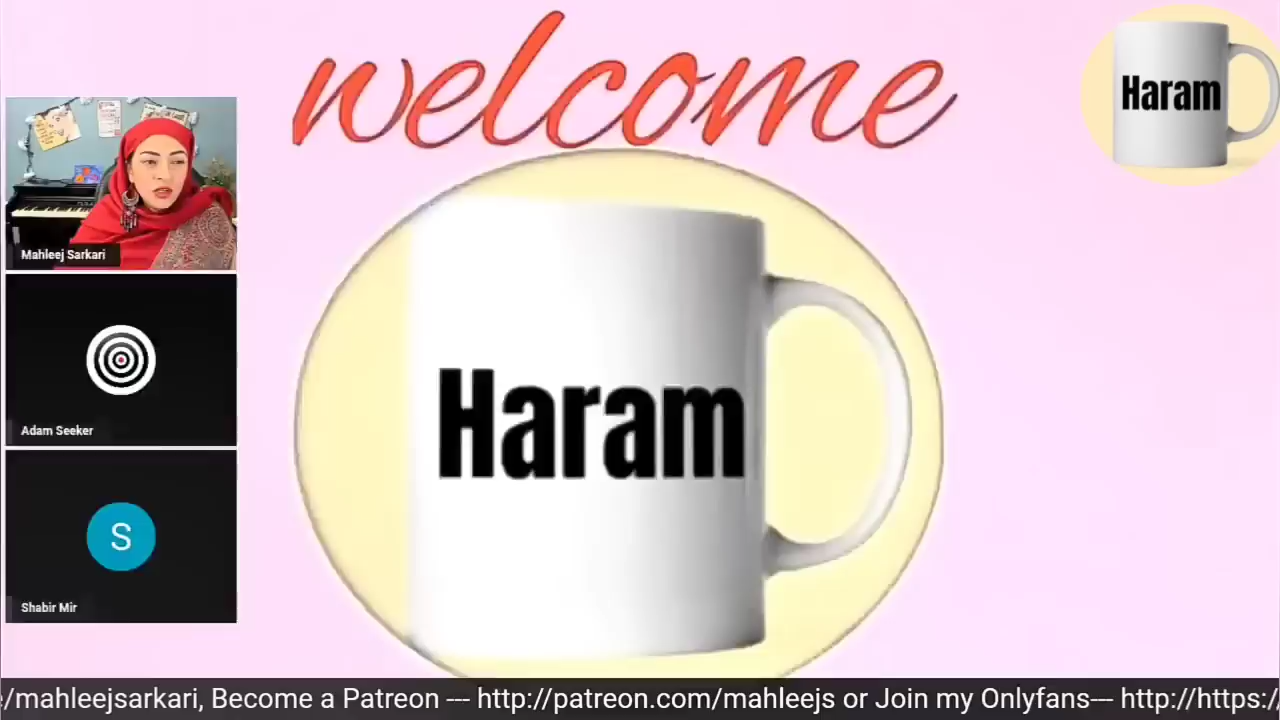 welcome
Haram
Mahleej Sarkari
Haram
Adam Seeker
S
Shabir Mir
/mahleejsarkari, Become a Patreon --- http://patreon.com/mahleejs or Join my Onlyfans--- http://https:/